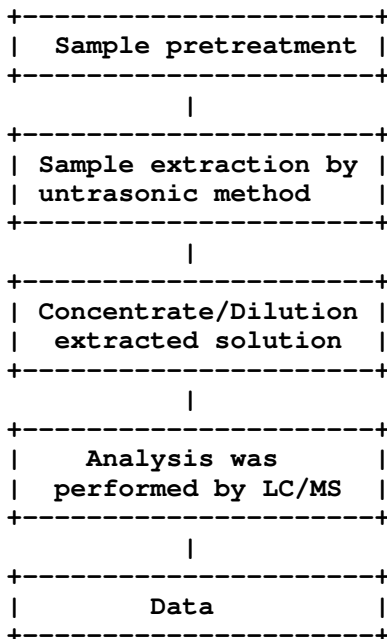 Sample pretreatment
Sample extraction by
untrasonic method
Concentrate/Dilution
extracted solution
Analysis was
performed by LC/MS
Data